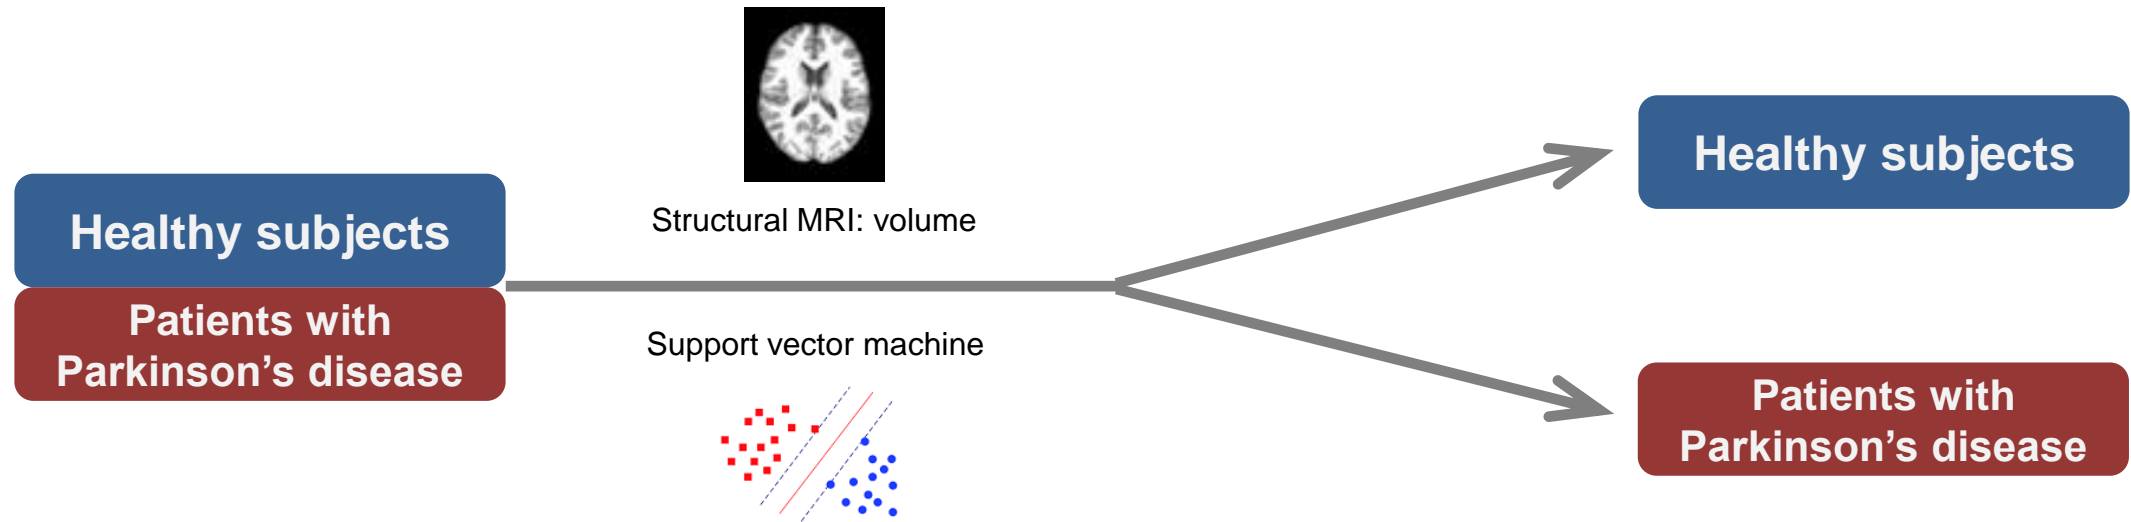 Healthy subjects
Patients with
Parkinson’s disease
Structural MRI: volume
Support vector machine
Healthy subjects
Patients with
Parkinson’s disease